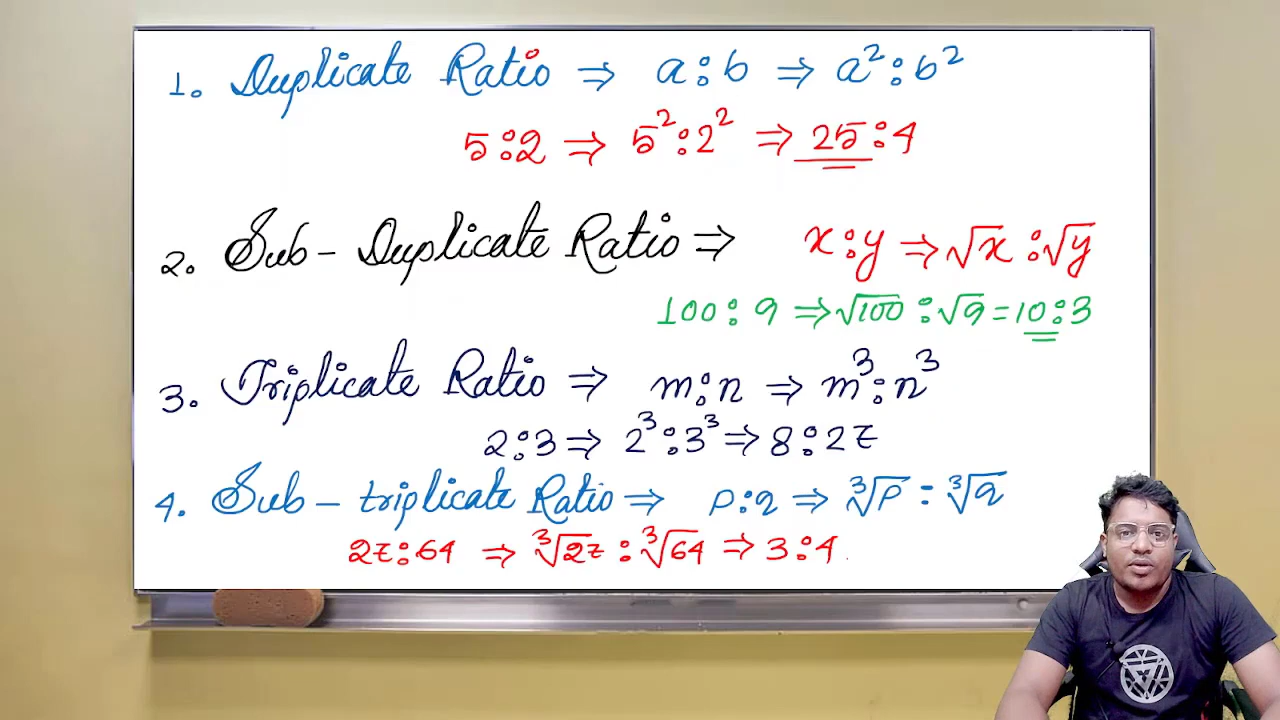 1. Duplicate Ratio ⇒ a:b ⇒ a²:b²
5:2 ⇒ 5²:2² ⇒ 25:4
2. Sub-Duplicate Ratio ⇒ x:y ⇒ √x:√y
100:9 ⇒ √100:√9=10:3
3. Triplicate Ratio ⇒ m:n ⇒ m³:n³
2:3 ⇒ 2³:3³ ⇒ 8:27
4. Sub-triplicate Ratio ⇒ p:q ⇒ ∛p:∛q
27:64 ⇒ ∛27:∛64 ⇒ 3:4